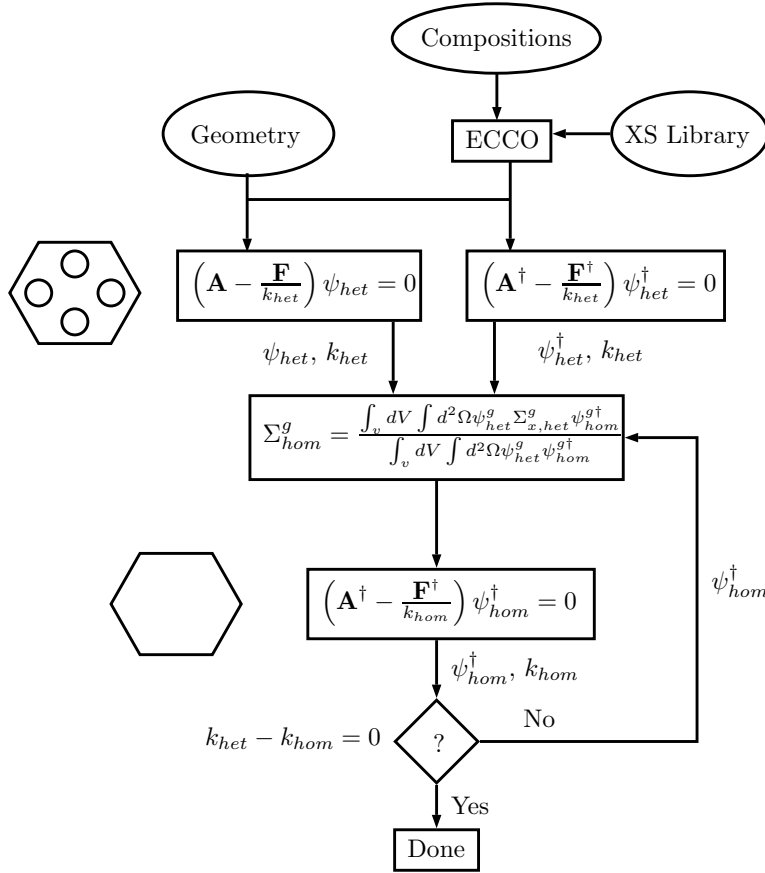 Compositions
Geometry
ECCO
XS Library
$\left(\mathbf{A} - \frac{\mathbf{F}}{k_{het}}\right)\psi_{het} = 0$
$\left(\mathbf{A}^\dagger - \frac{\mathbf{F}^\dagger}{k_{het}}\right)\psi_{het}^\dagger = 0$
$\psi_{het}, k_{het}$
$\psi_{het}^\dagger, k_{het}$
$\Sigma_{hom}^g = \frac{\int_v dV \int d^2\Omega \psi_{het}^g \Sigma_{x,het}^g \psi_{hom}^{g\dagger}}{\int_v dV \int d^2\Omega \psi_{het}^g \psi_{hom}^{g\dagger}}$
$\psi_{hom}^\dagger$
$\left(\mathbf{A}^\dagger - \frac{\mathbf{F}^\dagger}{k_{hom}}\right)\psi_{hom}^\dagger = 0$
$\psi_{hom}^\dagger, k_{hom}$
$k_{het} - k_{hom} = 0$
?
No
Yes
Done